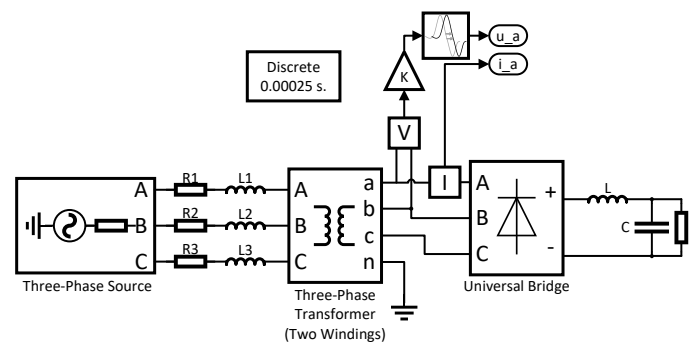 u_a
i_a
Discrete
0.00025 s.
K
V
R1
L1
A
A
a
I
A
+
L
R2
L2
B
B
b
B
C
R3
L3
C
C
c
C
-
n
Three-Phase Source
Three-Phase
Transformer
(Two Windings)
Universal Bridge